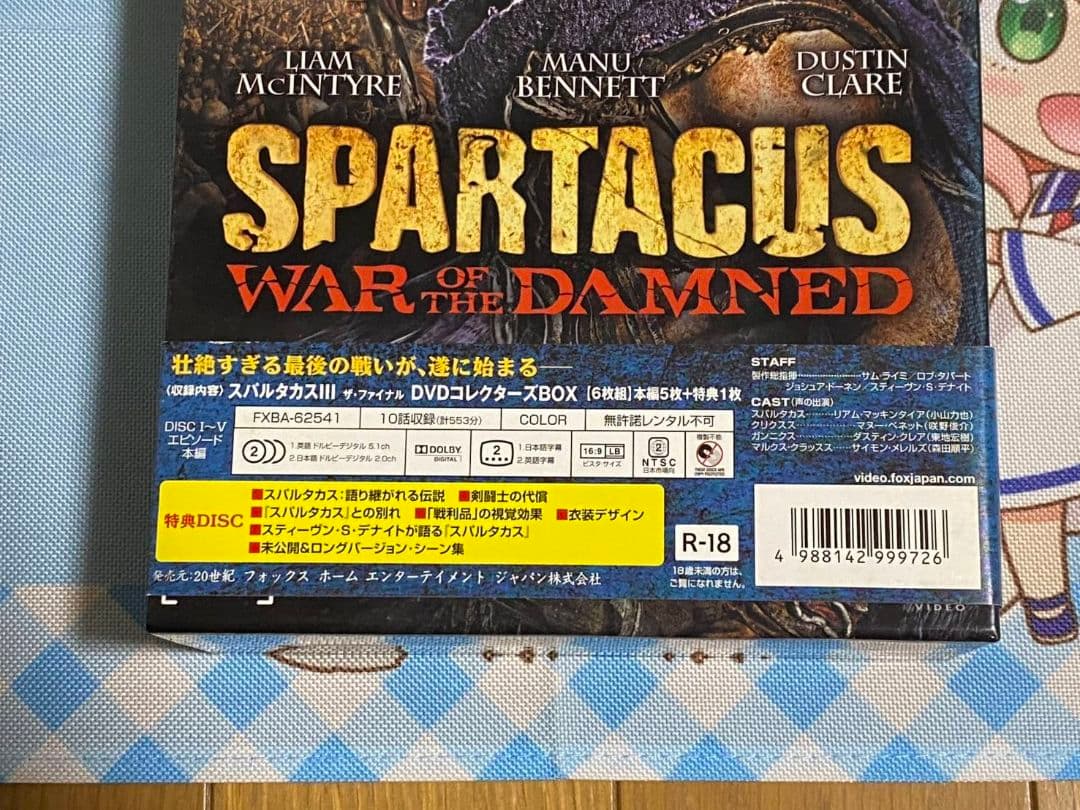 LIAM McINTYRE
MANU BENNETT
DUSTIN CLARE
SPARTACUS
WAR OF THE DAMNED
壮絶すぎる最後の戦いが、遂に始まる――
〈収録内容〉スパルタカスIII ザ・ファイナル DVDコレクターズBOX [6枚組]本編5枚+特典1枚
DISC I〜V
エピソード
本編
FXBA-62541
10話収録(計553分)
COLOR
無許諾レンタル不可
2
1.英語 ドルビーデジタル 5.1ch
2.日本語 ドルビーデジタル 2.0ch
DOLBY DIGITAL
2
1.日本語字幕
2.英語字幕
16:9 LB
ビスタサイズ
2
NTSC
日本市場向
複製不能
特典DISC
■スパルタカス:語り継がれる伝説 ■剣闘士の代償
■『スパルタカス』との別れ ■「戦利品」の視覚効果 ■衣装デザイン
■スティーヴン・S・デナイトが語る『スパルタカス』
■未公開&ロングバージョン・シーン集
R-18
18歳未満の方は、
ご覧になれません。
発売元:20世紀 フォックス ホーム エンターテイメント ジャパン株式会社
STAFF
製作総指揮……サム・ライミ/ロブ・タパート
ジョシュア・ドーネン/スティーヴン・S・デナイト
CAST(声の出演)
スパルタカス……リアム・マッキンタイア(小山力也)
クリクスス……マヌー・ベネット(咲野俊介)
ガンニクス……ダスティン・クレア(東地宏樹)
マルクス・クラッスス……サイモン・メレルズ(森田順平)
video.foxjapan.com
4 988142 999726
VIDEO